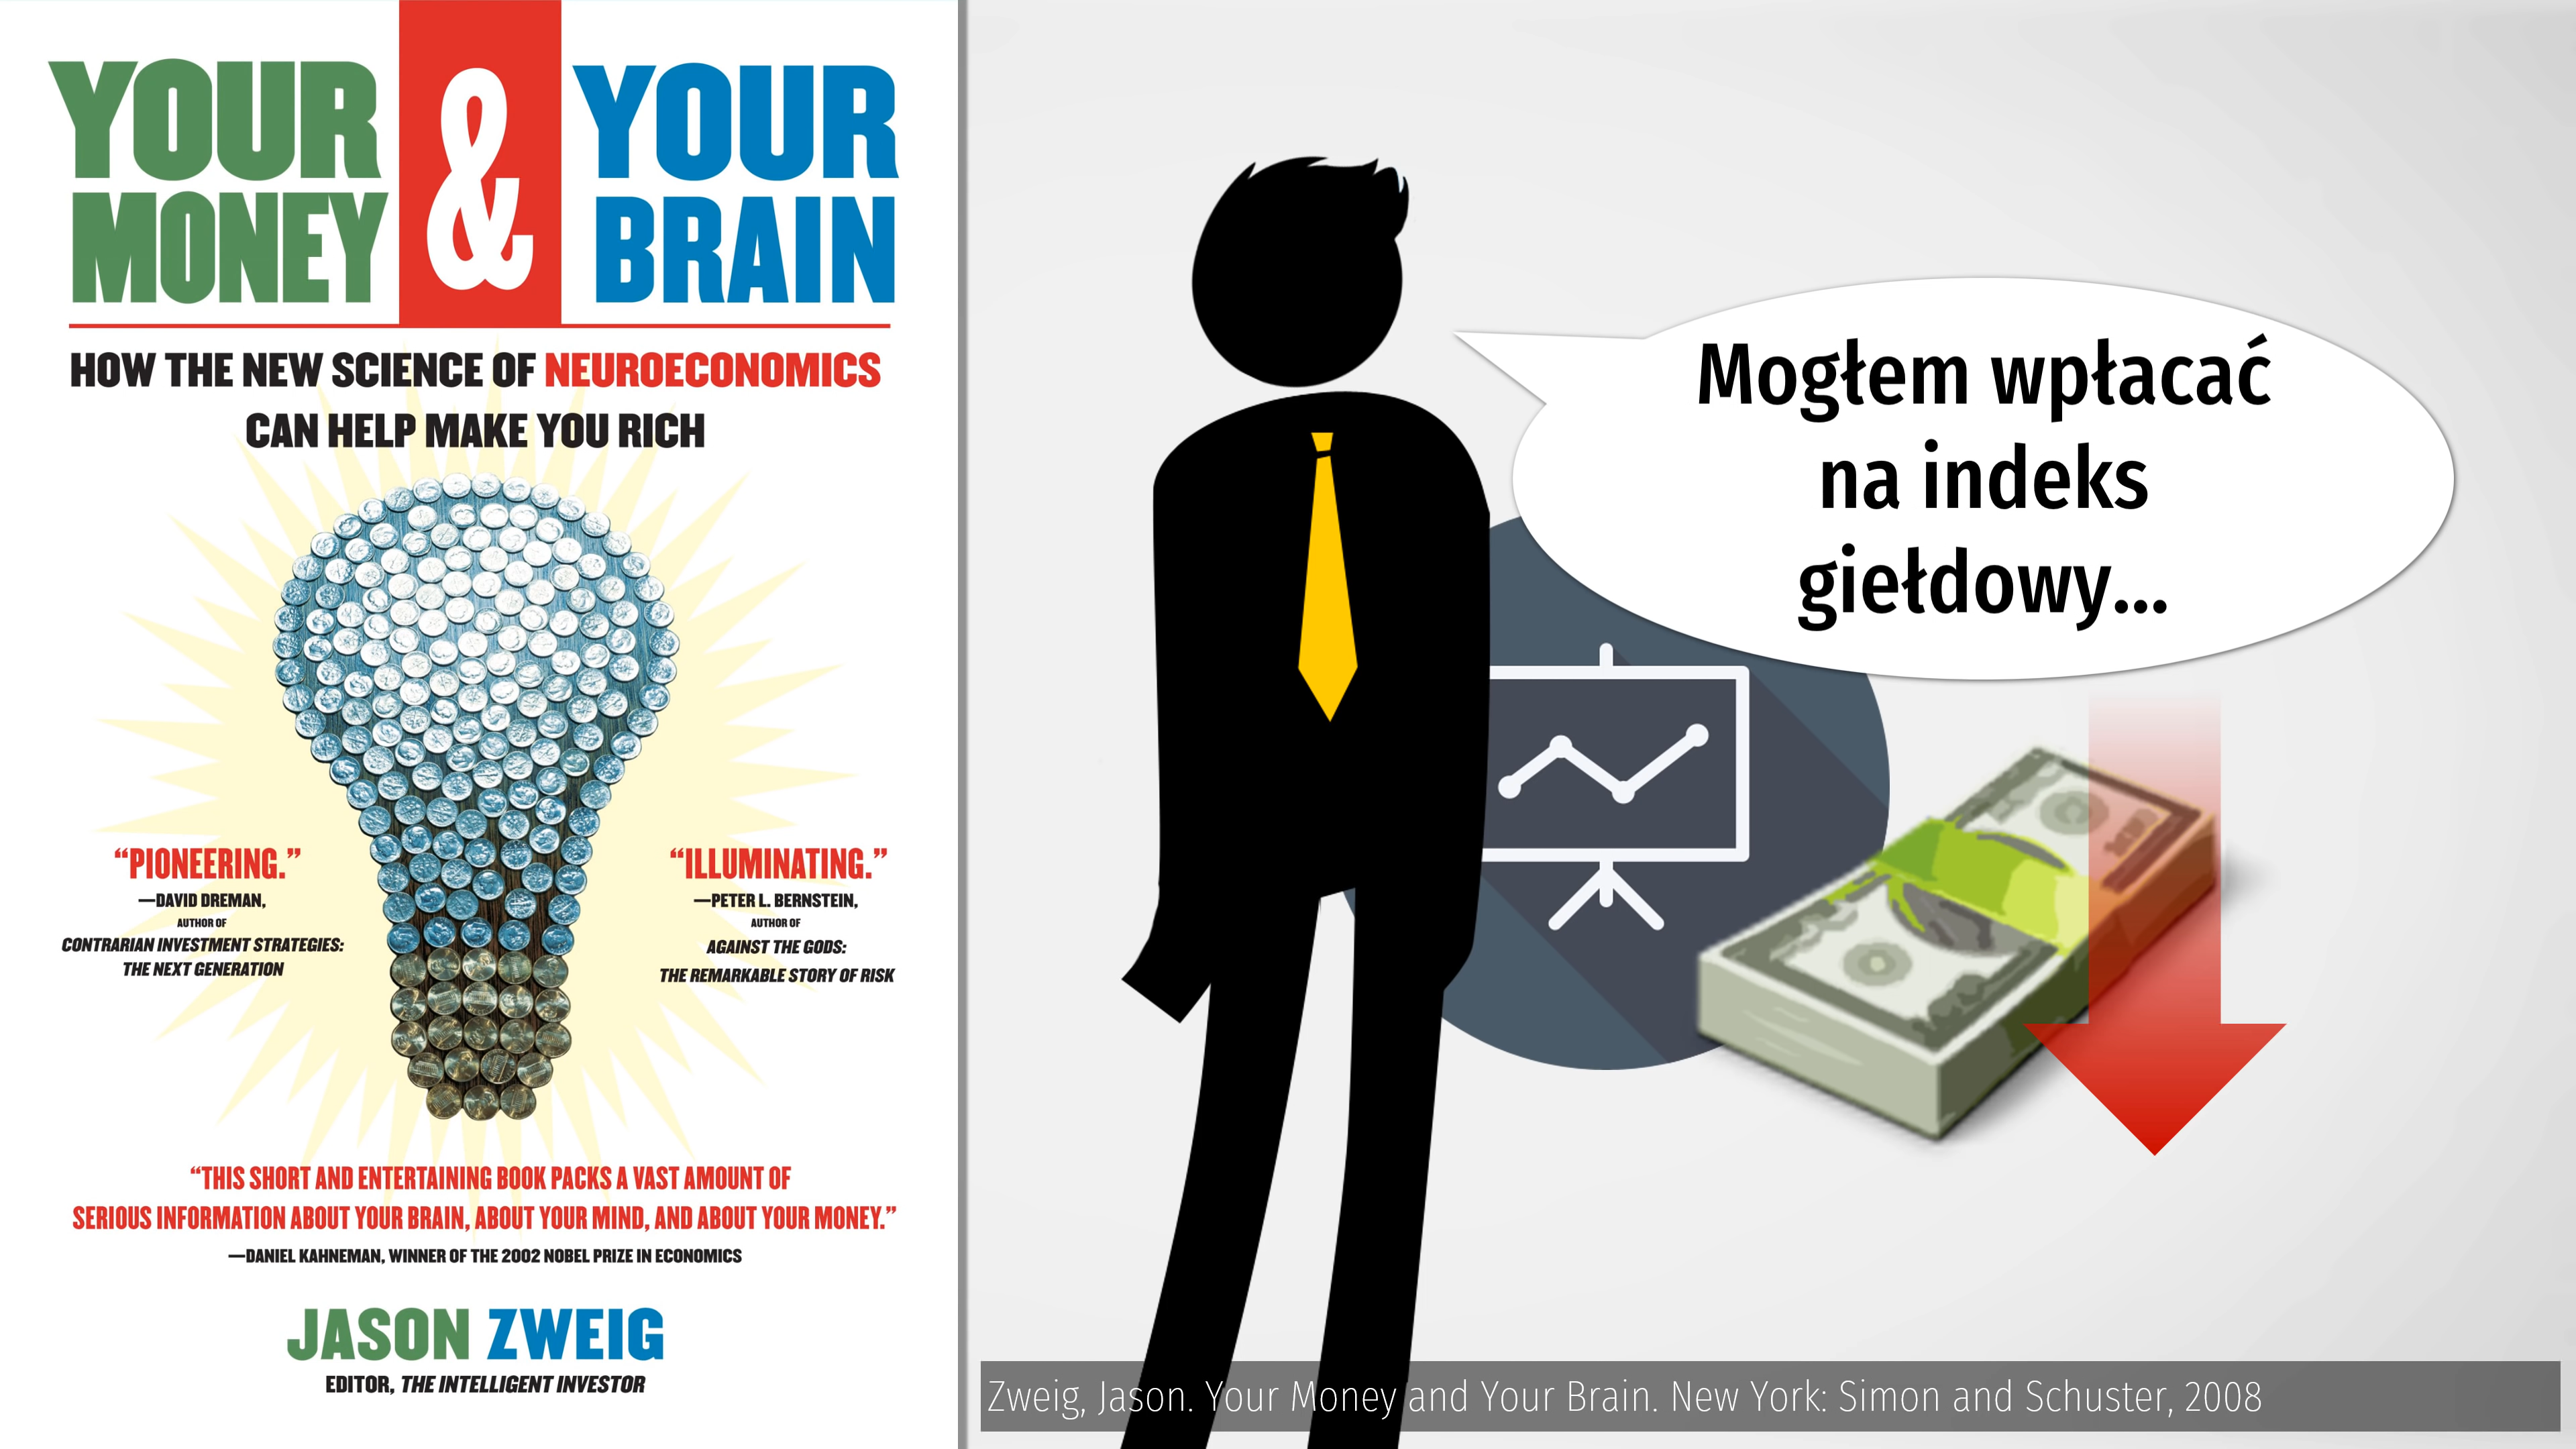 YOUR & YOUR
MONEY BRAIN
HOW THE NEW SCIENCE OF NEUROECONOMICS
CAN HELP MAKE YOU RICH
“PIONEERING.”
—DAVID DREMAN,
AUTHOR OF
CONTRARIAN INVESTMENT STRATEGIES:
THE NEXT GENERATION
“ILLUMINATING.”
—PETER L. BERNSTEIN,
AUTHOR OF
AGAINST THE GODS:
THE REMARKABLE STORY OF RISK
“THIS SHORT AND ENTERTAINING BOOK PACKS A VAST AMOUNT OF
SERIOUS INFORMATION ABOUT YOUR BRAIN, ABOUT YOUR MIND, AND ABOUT YOUR MONEY.”
—DANIEL KAHNEMAN, WINNER OF THE 2002 NOBEL PRIZE IN ECONOMICS
JASON ZWEIG
EDITOR, THE INTELLIGENT INVESTOR
Mogłem wpłacać
na indeks
giełdowy...
Zweig, Jason. Your Money and Your Brain. New York: Simon and Schuster, 2008